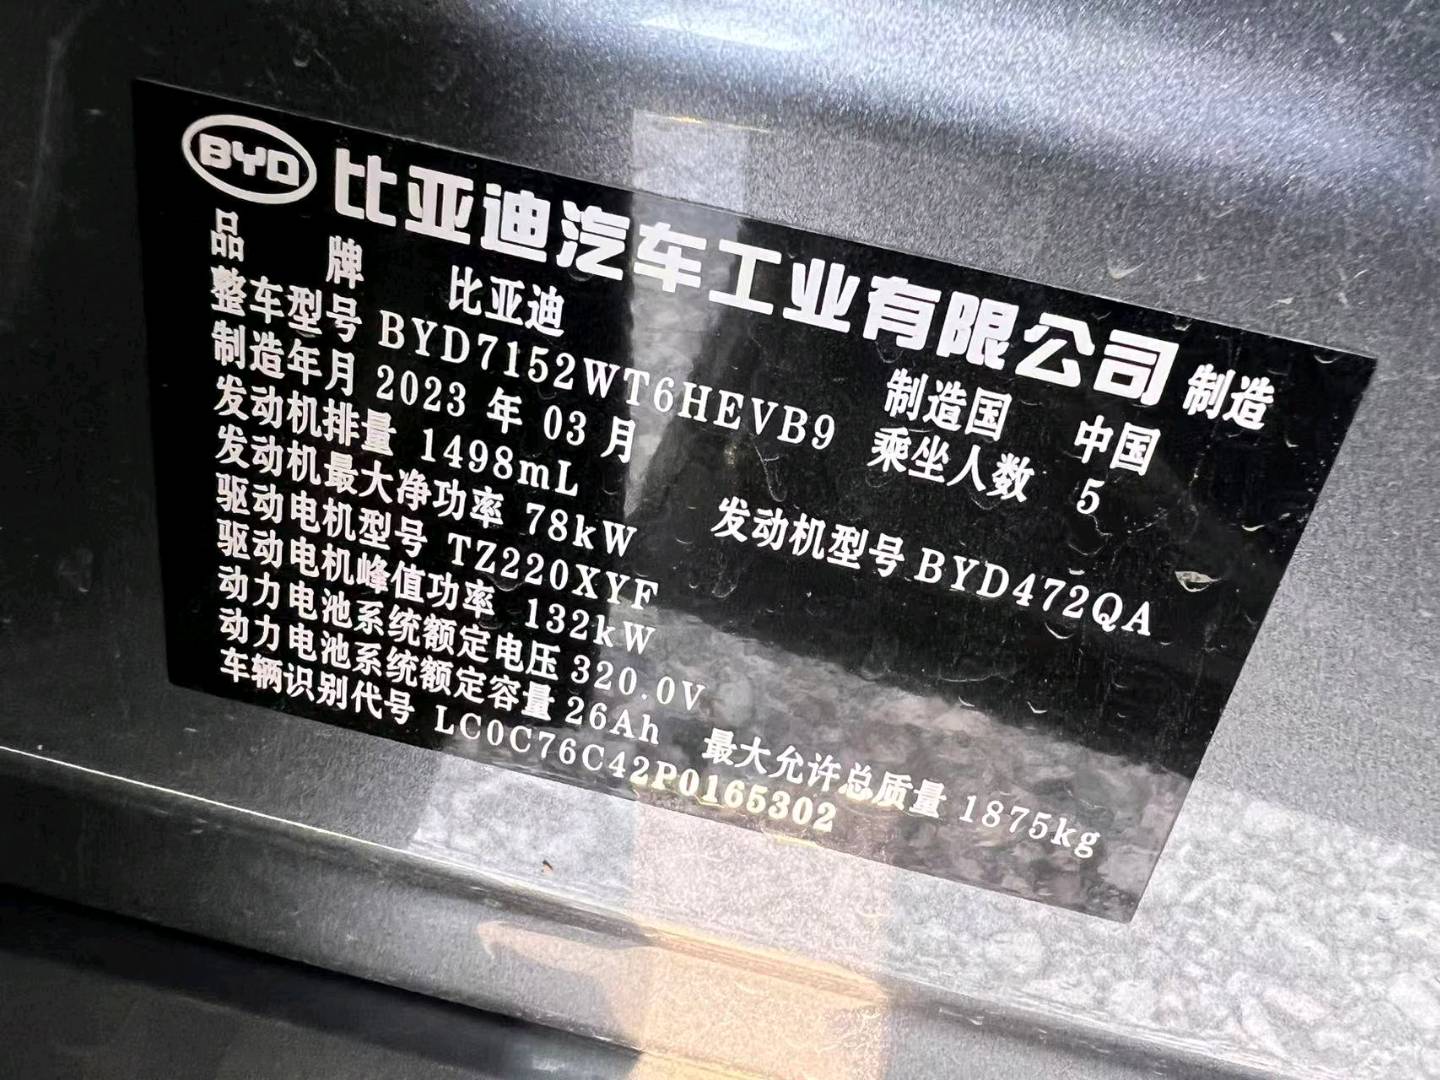 BYD 比亚迪汽车工业有限公司 制造
品 牌 比亚迪
整车型号 BYD7152WT6HEVB9 制造国 中国
制造年月 2023 年 03 月 乘坐人数 5
发动机排量 1498mL
发动机最大净功率 78kW 发动机型号 BYD472QA
驱动电机型号 TZ220XYF
驱动电机峰值功率 132kW
动力电池系统额定电压 320.0V
动力电池系统额定容量 26Ah 最大允许总质量 1875kg
车辆识别代号 LC0C76C42P0165302